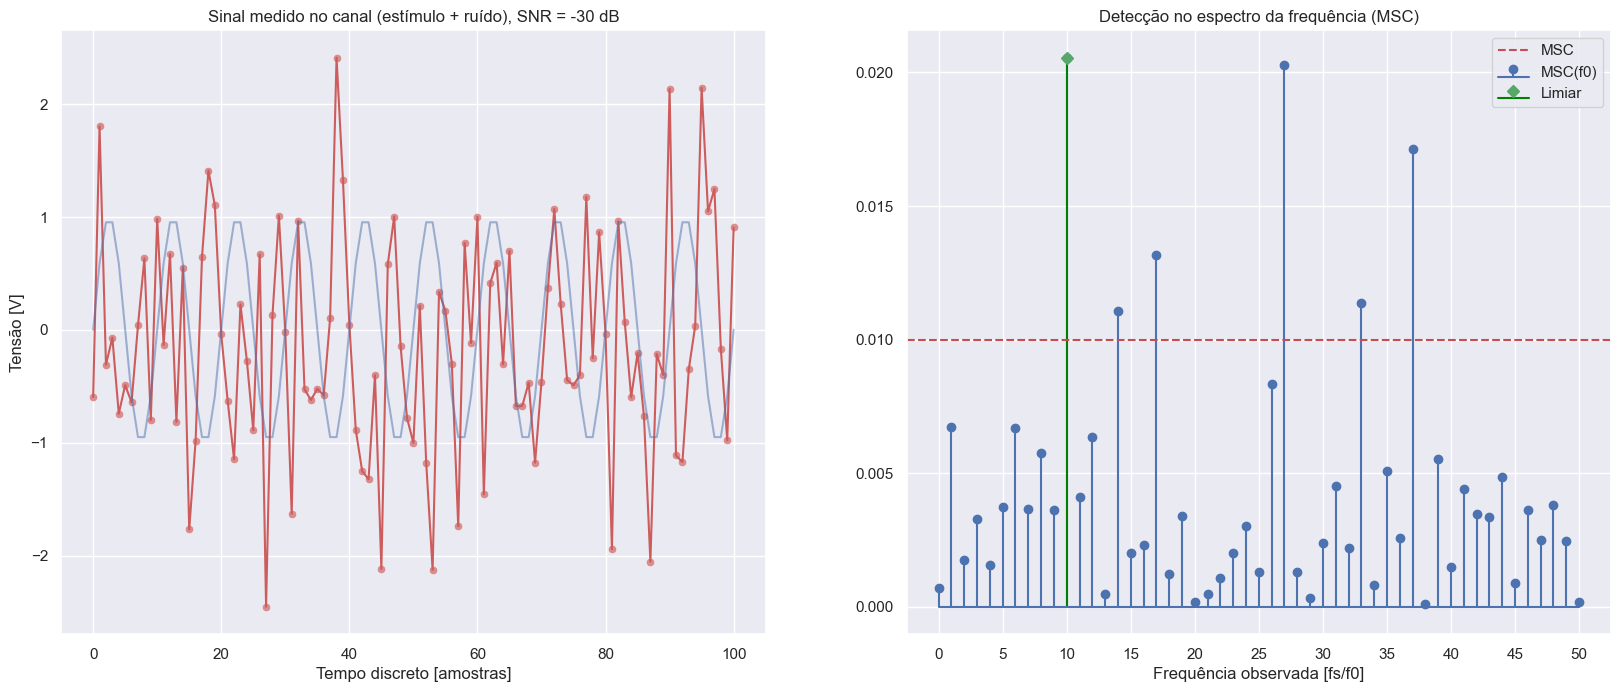 Sinal medido no canal (estímulo + ruído), SNR = -30 dB
Tensão [V]
2
1
0
−1
−2
0 20 40 60 80 100
Tempo discreto [amostras]
Detecção no espectro da frequência (MSC)
MSC
MSC(f0)
Limiar
0.020
0.015
0.010
0.005
0.000
0 5 10 15 20 25 30 35 40 45 50
Frequência observada [fs/f0]